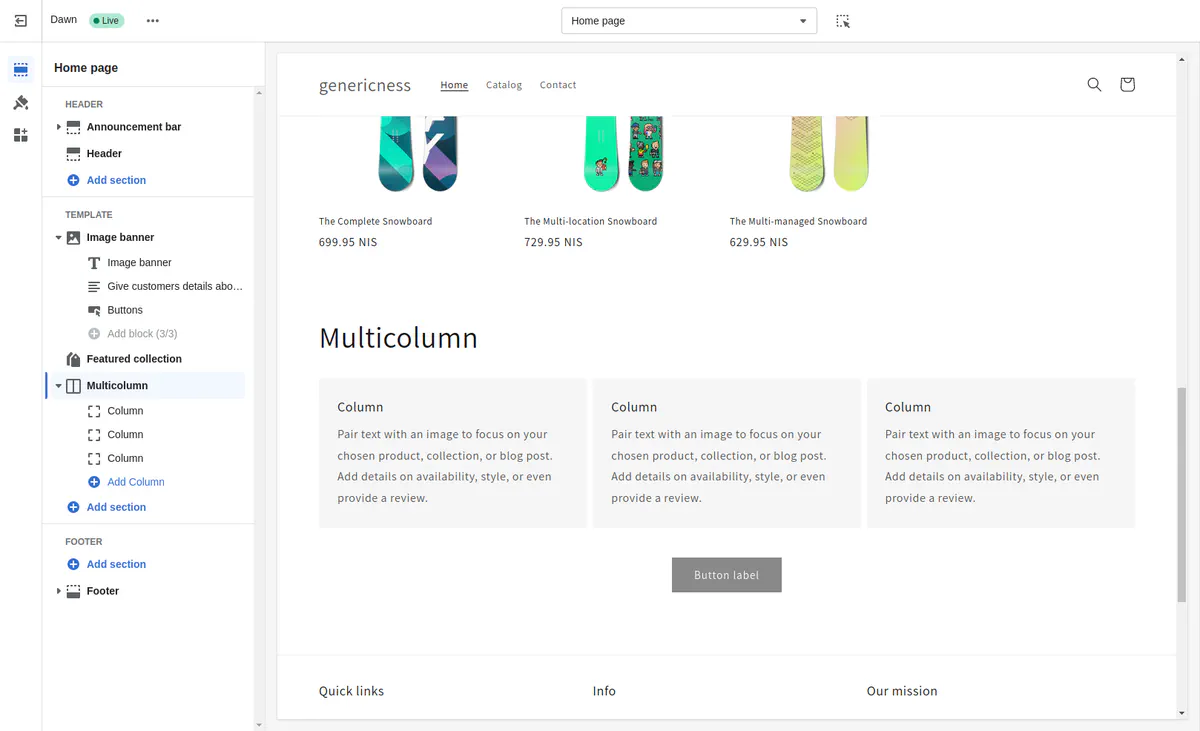 Dawn
Live
Home page
Home page
HEADER
Announcement bar
Header
Add section
TEMPLATE
Image banner
Image banner
Give customers details abo…
Buttons
Add block (3/3)
Featured collection
Multicolumn
Column
Column
Column
Add Column
Add section
FOOTER
Add section
Footer
genericness
Home
Catalog
Contact
The Complete Snowboard
699.95 NIS
The Multi-location Snowboard
729.95 NIS
The Multi-managed Snowboard
629.95 NIS
Multicolumn
Column
Pair text with an image to focus on your
chosen product, collection, or blog post.
Add details on availability, style, or even
provide a review.
Column
Pair text with an image to focus on your
chosen product, collection, or blog post.
Add details on availability, style, or even
provide a review.
Column
Pair text with an image to focus on your
chosen product, collection, or blog post.
Add details on availability, style, or even
provide a review.
Button label
Quick links
Info
Our mission